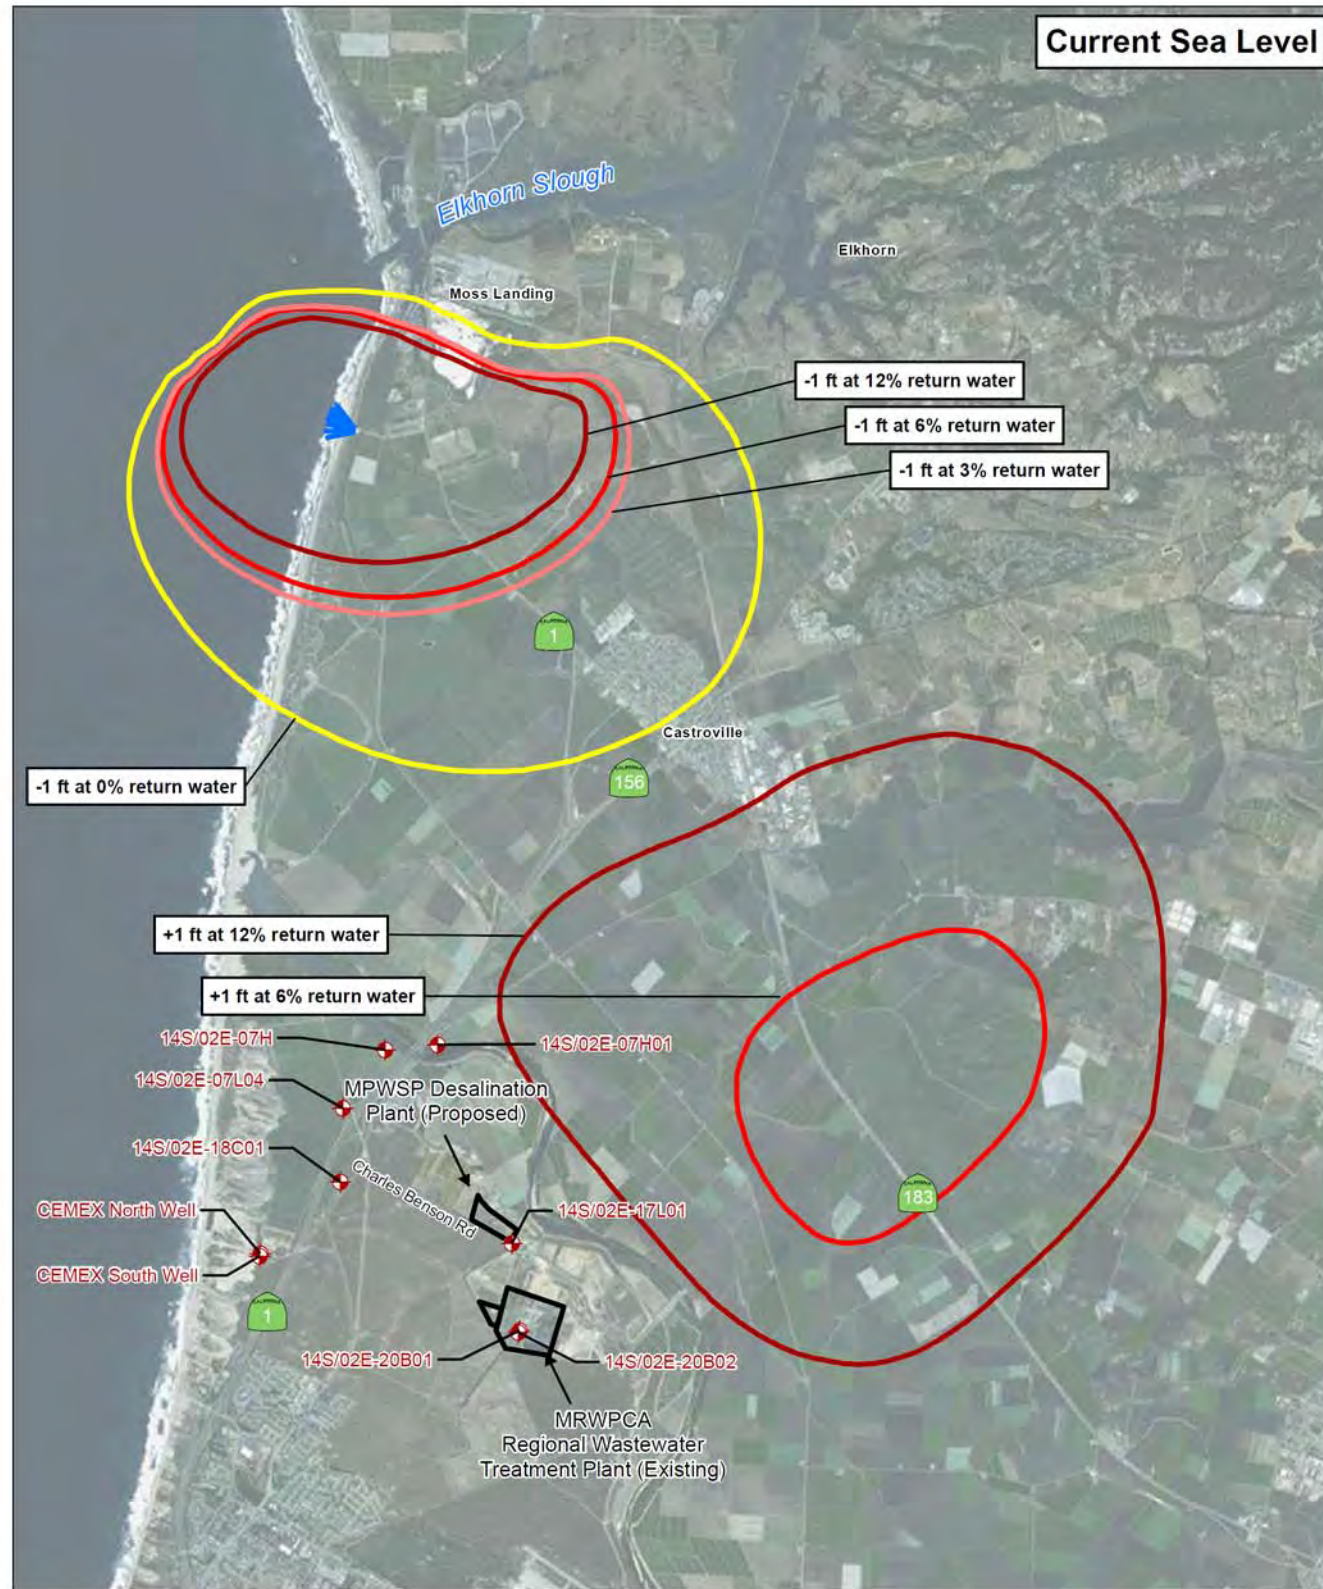 Current Sea Level
Elkhorn Slough
Elkhorn
Moss Landing
-1 ft at 12% return water
-1 ft at 6% return water
-1 ft at 3% return water
1
Castroville
-1 ft at 0% return water
156
+1 ft at 12% return water
+1 ft at 6% return water
14S/02E-07H
14S/02E-07H01
14S/02E-07L04
MPWSP Desalination
Plant (Proposed)
14S/02E-18C01
Charles Benson Rd
183
CEMEX North Well
14S/02E-17L01
CEMEX South Well
1
14S/02E-20B01
14S/02E-20B02
MRWPCA
Regional Wastewater
Treatment Plant (Existing)